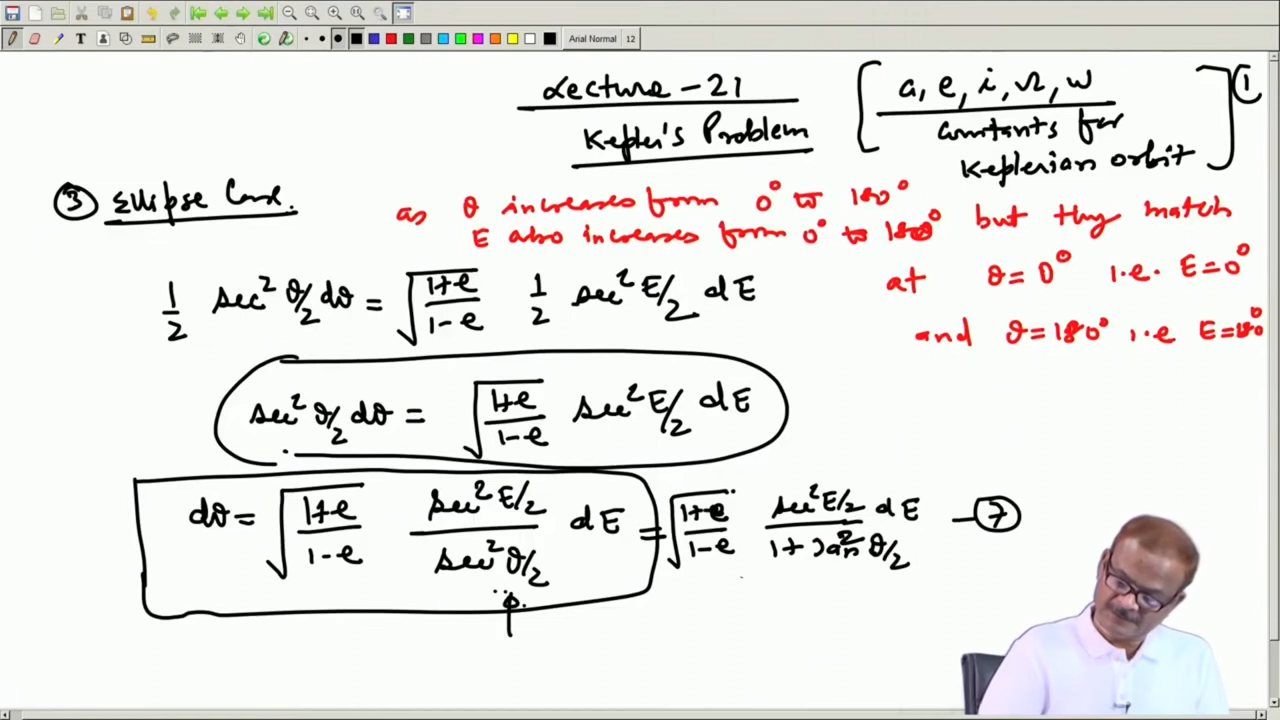 Arial Normal 12
Lecture - 21
Kepler's Problem
[a, e, i, Ω, ω
constants for
Keplerian orbit] ①
③ Ellipse Case.
as θ increases from 0° to 180°
E also increases from 0° to 180° but they match
at θ = 0° i.e. E = 0°
and θ = 180° i.e E = 180°
1/2 sec² θ/2 dθ = √(1+e/1-e) 1/2 sec² E/2 dE
sec² θ/2 dθ = √(1+e/1-e) sec² E/2 dE
dθ = √(1+e/1-e) sec² E/2 / sec² θ/2 dE = √(1+e/1-e) sec² E/2 dE / 1+tan² θ/2 - ⑦